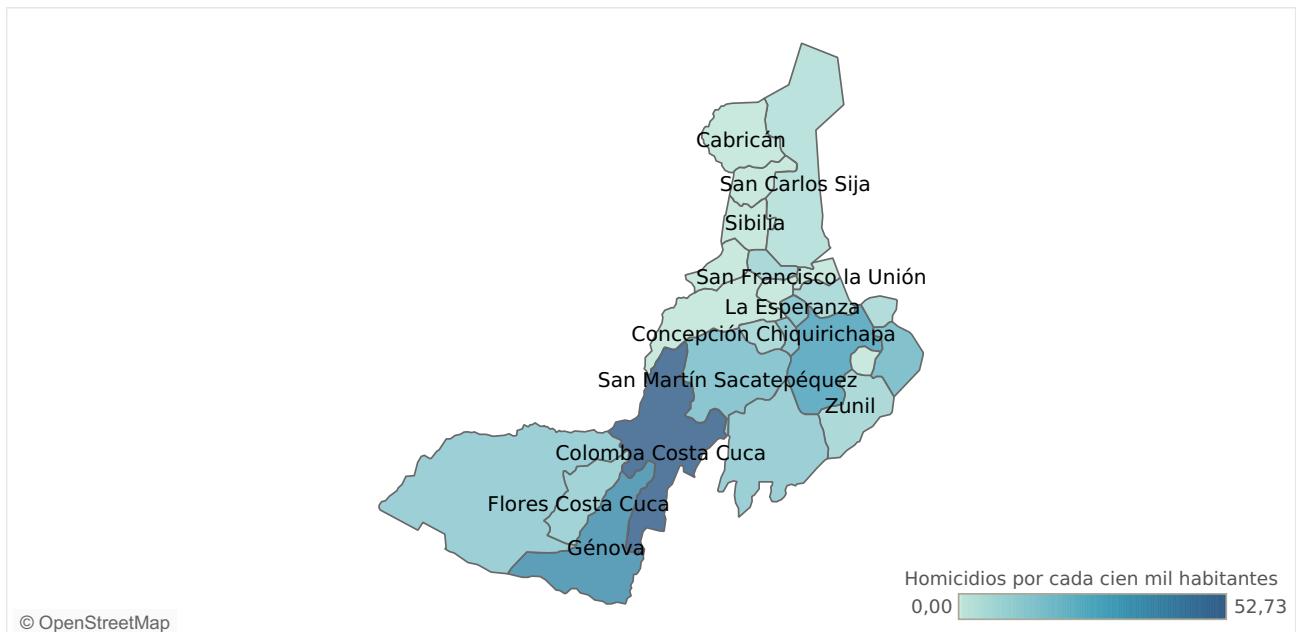 Cabricán
San Carlos Sija
Sibilia
San Francisco la Unión
La Esperanza
Concepción Chiquirichapa
San Martín Sacatepéquez
Zunil
Colomba Costa Cuca
Flores Costa Cuca
Génova
Homicidios por cada cien mil habitantes
0,00 52,73
© OpenStreetMap